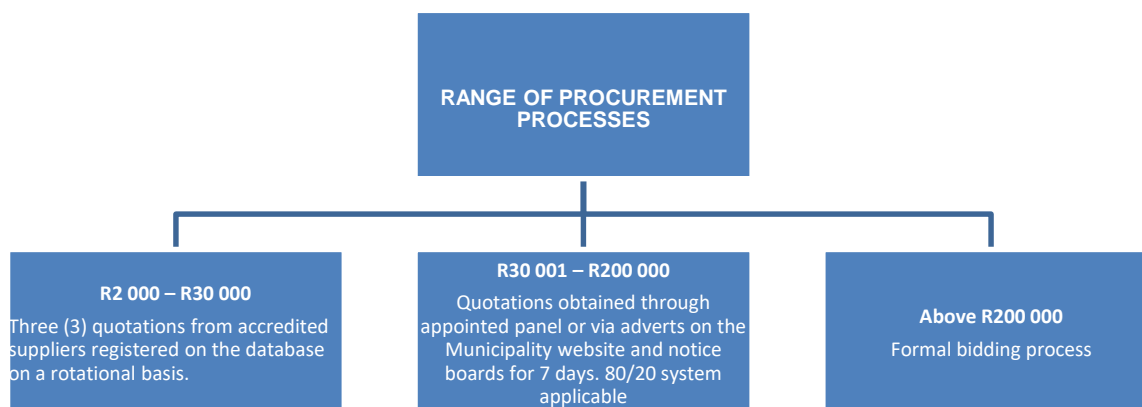 RANGE OF PROCUREMENT
PROCESSES
R2 000 – R30 000
Three (3) quotations from accredited
suppliers registered on the database
on a rotational basis.
R30 001 – R200 000
Quotations obtained through
appointed panel or via adverts on the
Municipality website and notice
boards for 7 days. 80/20 system
applicable
Above R200 000
Formal bidding process